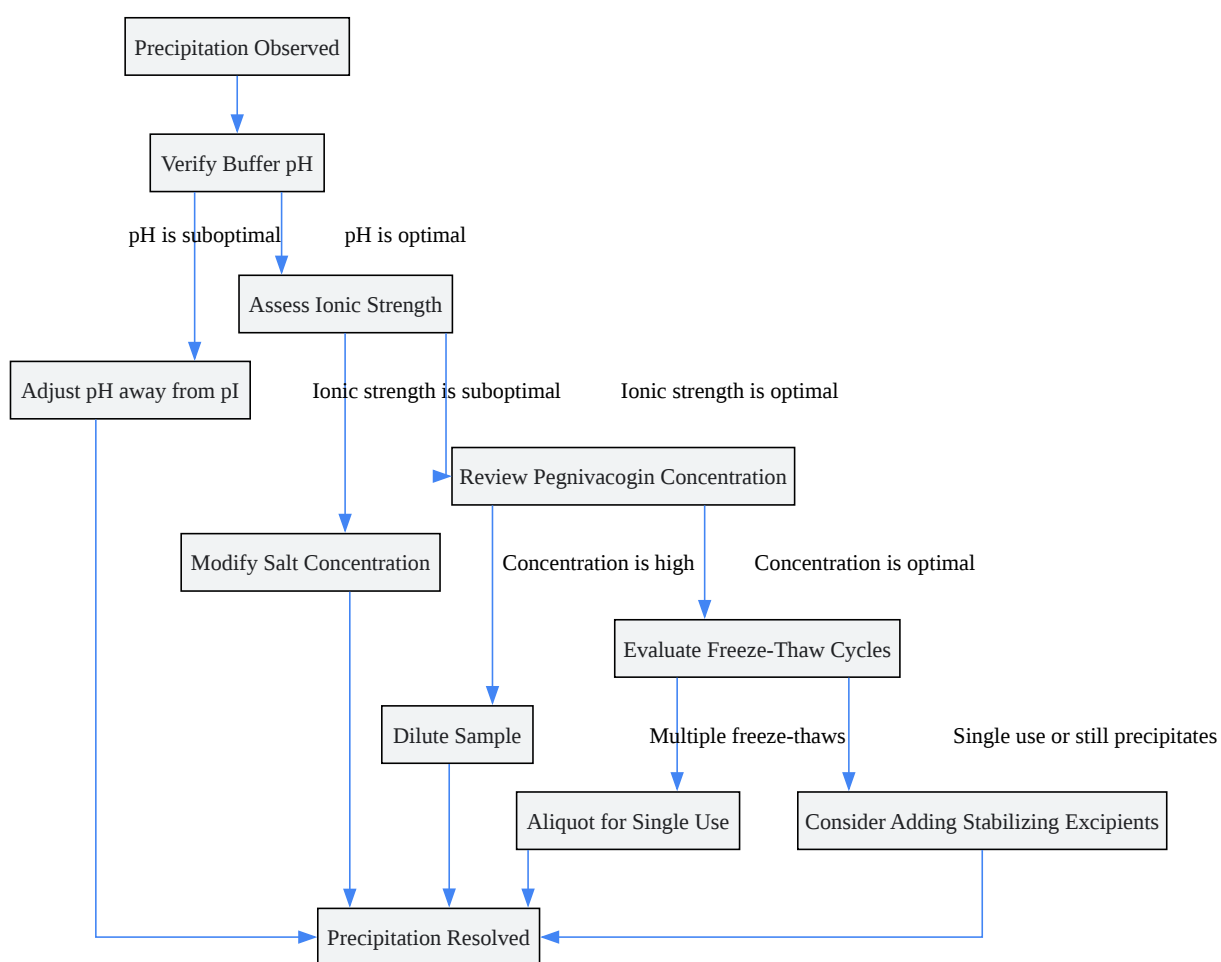 Precipitation Observed
Verify Buffer pH
pH is suboptimal
pH is optimal
Assess Ionic Strength
Adjust pH away from pI
Ionic strength is suboptimal
Ionic strength is optimal
Review Pegnivacogin Concentration
Modify Salt Concentration
Concentration is high
Concentration is optimal
Evaluate Freeze-Thaw Cycles
Dilute Sample
Multiple freeze-thaws
Single use or still precipitates
Aliquot for Single Use
Consider Adding Stabilizing Excipients
Precipitation Resolved